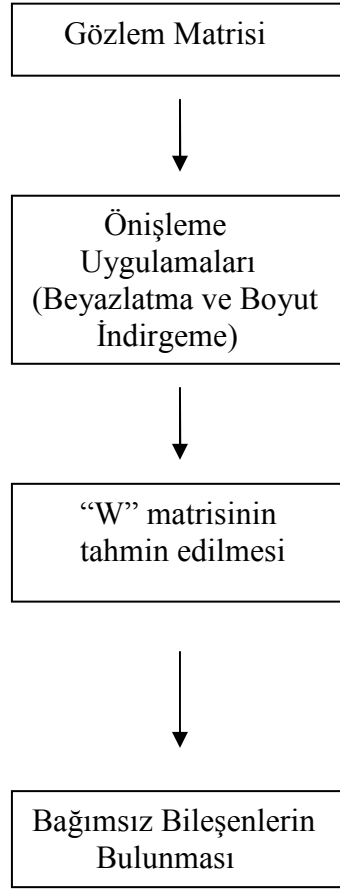 Gözlem Matrisi
Önişleme
Uygulamaları
(Beyazlatma ve Boyut
İndirgeme)
“W” matrisinin
tahmin edilmesi
Bağımsız Bileşenlerin
Bulunması